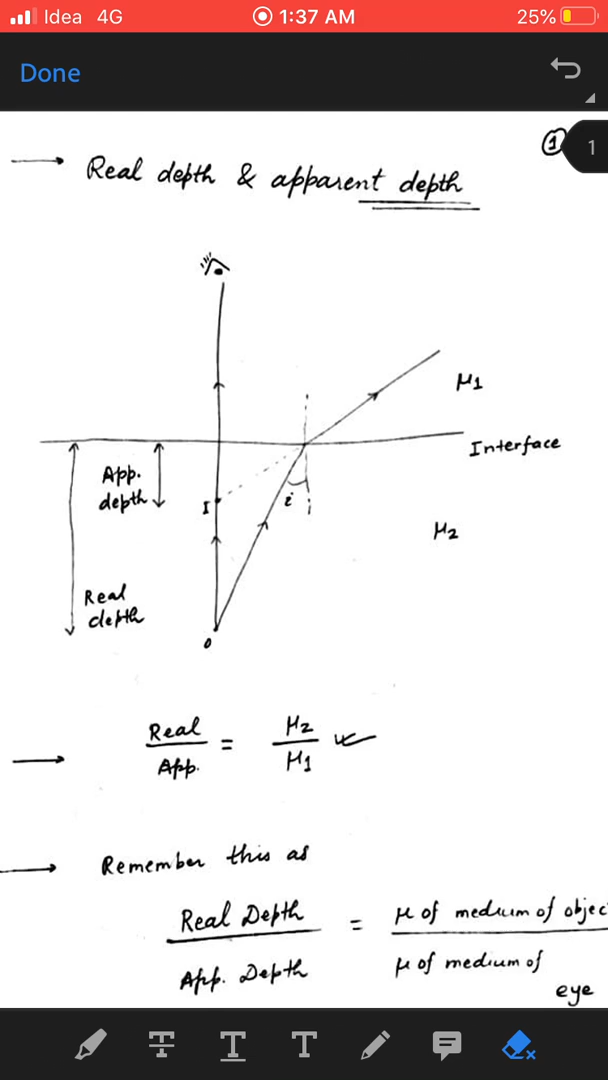 Idea 4G 1:37 AM 25%
Done
1
1
→ Real depth & apparent depth
μ1
Interface
App.
depth
I
i
μ2
Real
depth
O
→ Real / App. = μ2 / μ1
→ Remember this as
Real Depth / App. Depth = μ of medium of objec / μ of medium of
eye
T T T